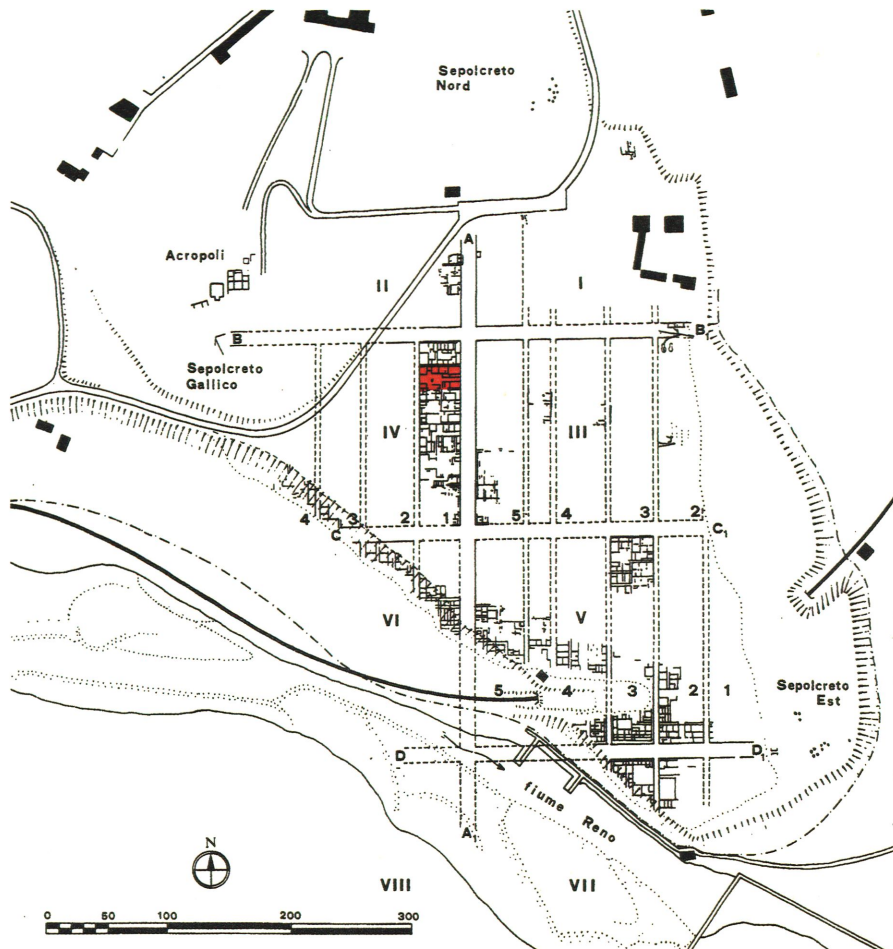 Sepolcreto
Nord
A
Acropoli
II
I
B
B₁
Sepolcreto
Gallico
IV
III
4
3
2
1
5
4
3
2
C
C₁
VI
V
5
4
3
2
1
Sepolcreto
Est
D
D₁
fiume
Reno
A₁
N
VIII
VII
0
50
100
200
300